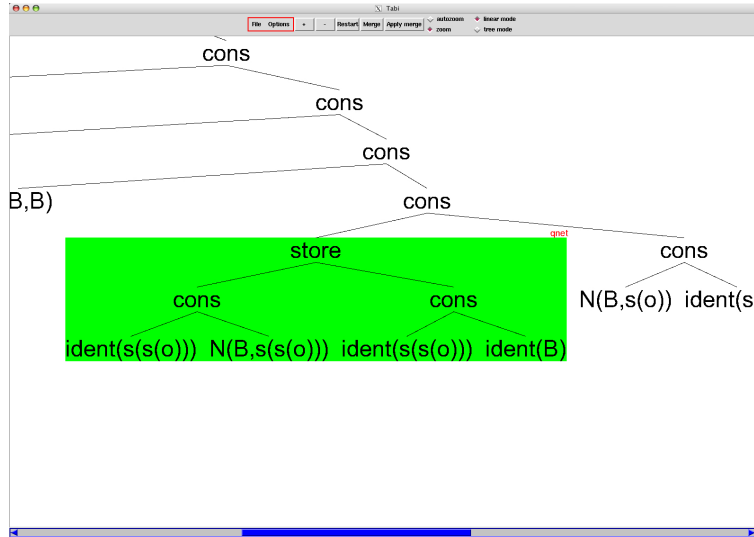 Tabi
File Options + - Restart Merge Apply merge autozoom linear mode
zoom tree mode
cons
cons
cons
B,B) cons
qnet
store cons
cons cons N(B,s(o)) ident(s
ident(s(s(o))) N(B,s(s(o))) ident(s(s(o))) ident(B)